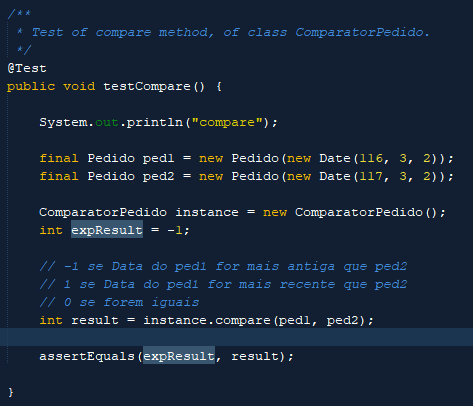 /**
 * Test of compare method, of class ComparatorPedido.
 */
@Test
public void testCompare() {
System.out.println("compare");
final Pedido ped1 = new Pedido(new Date(116, 3, 2));
final Pedido ped2 = new Pedido(new Date(117, 3, 2));
ComparatorPedido instance = new ComparatorPedido();
int expResult = -1;
// -1 se Data do ped1 for mais antiga que ped2
// 1 se Data do ped1 for mais recente que ped2
// 0 se forem iguais
int result = instance.compare(ped1, ped2);
assertEquals(expResult, result);
}